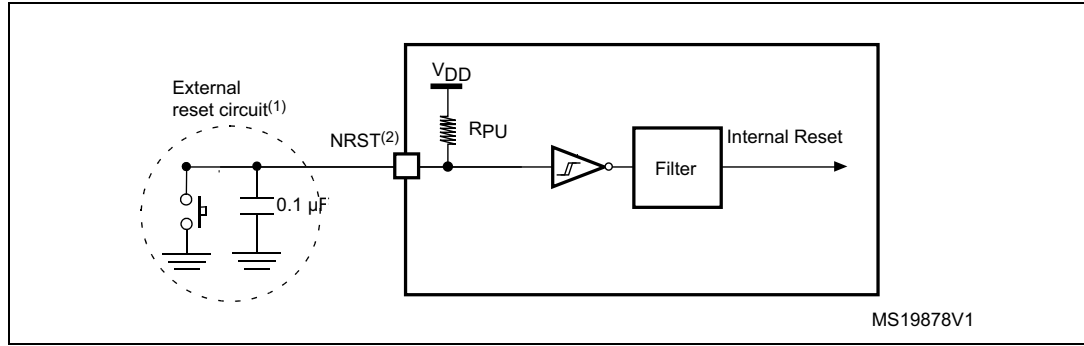 External
reset circuit(1)
VDD
RPU
NRST(2)
Internal Reset
Filter
0.1 μF
MS19878V1